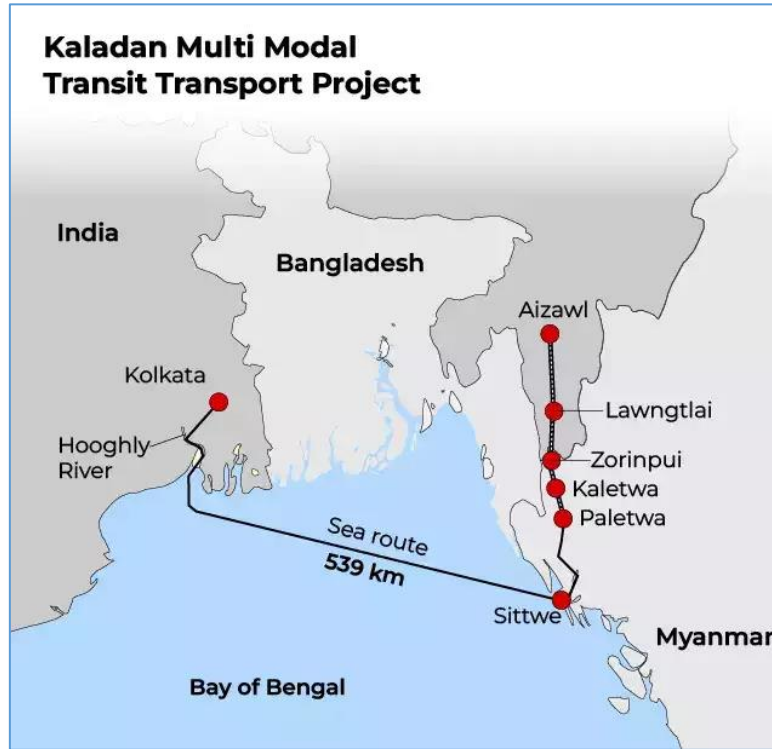 Kaladan Multi Modal
Transit Transport Project
India
Bangladesh
Aizawl
Kolkata
Lawngtlai
Hooghly
River
Zorinpui
Kaletwa
Paletwa
Sea route
539 km
Sittwe
Myanmar
Bay of Bengal